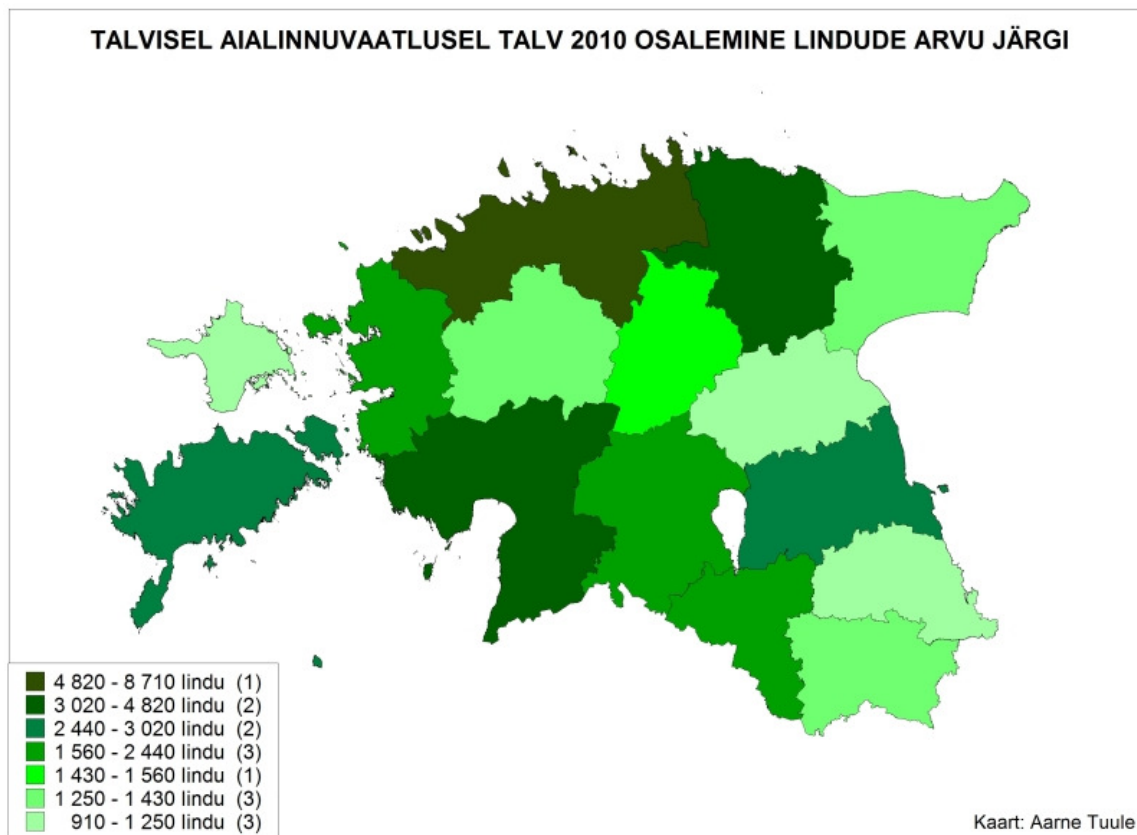 TALVISEL AIALINNUVAATLUSEL TALV 2010 OSALEMINE LINDUDE ARVU JÄRGI
4 820 - 8 710 lindu (1)
3 020 - 4 820 lindu (2)
2 440 - 3 020 lindu (2)
1 560 - 2 440 lindu (3)
1 430 - 1 560 lindu (1)
1 250 - 1 430 lindu (3)
910 - 1 250 lindu (3)
Kaart: Aarne Tuule